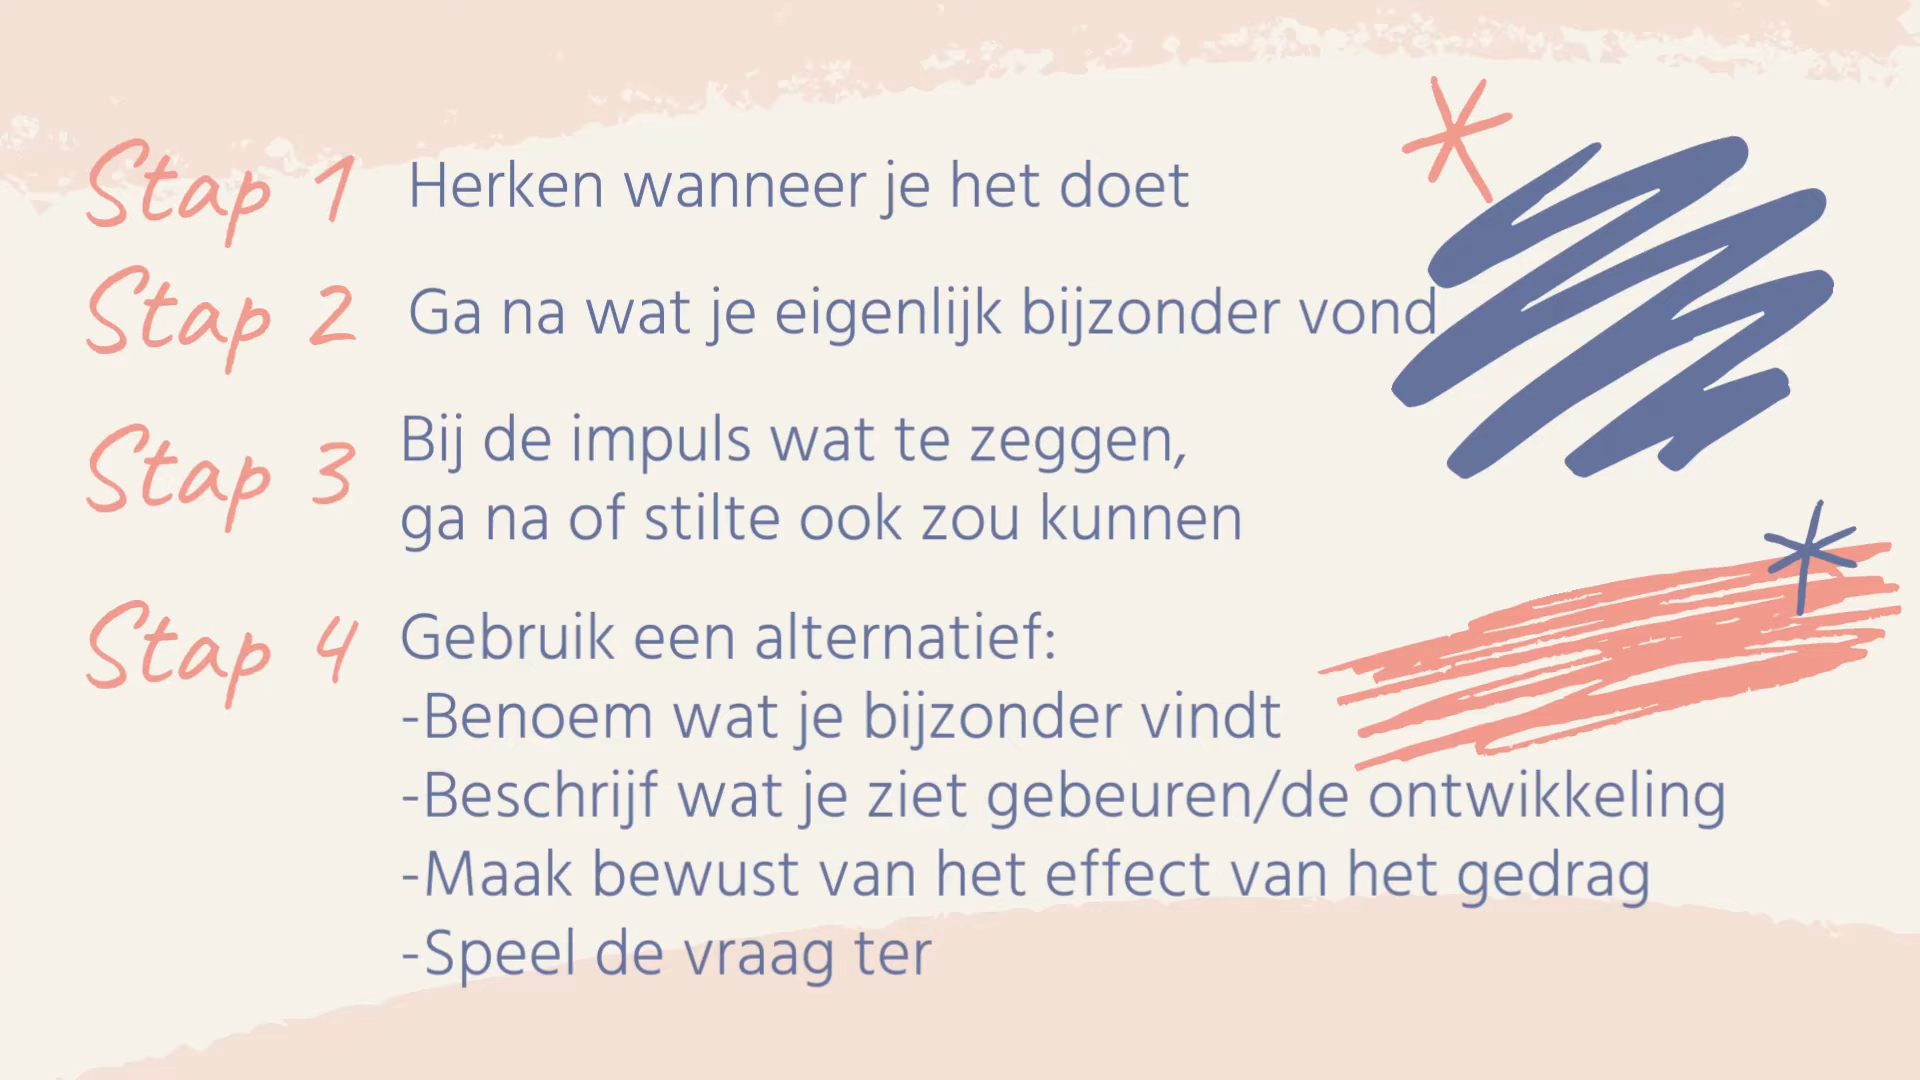 Stap 1 Herken wanneer je het doet
Stap 2 Ga na wat je eigenlijk bijzonder vond
Stap 3 Bij de impuls wat te zeggen,
ga na of stilte ook zou kunnen
Stap 4 Gebruik een alternatief:
-Benoem wat je bijzonder vindt
-Beschrijf wat je ziet gebeuren/de ontwikkeling
-Maak bewust van het effect van het gedrag
-Speel de vraag ter